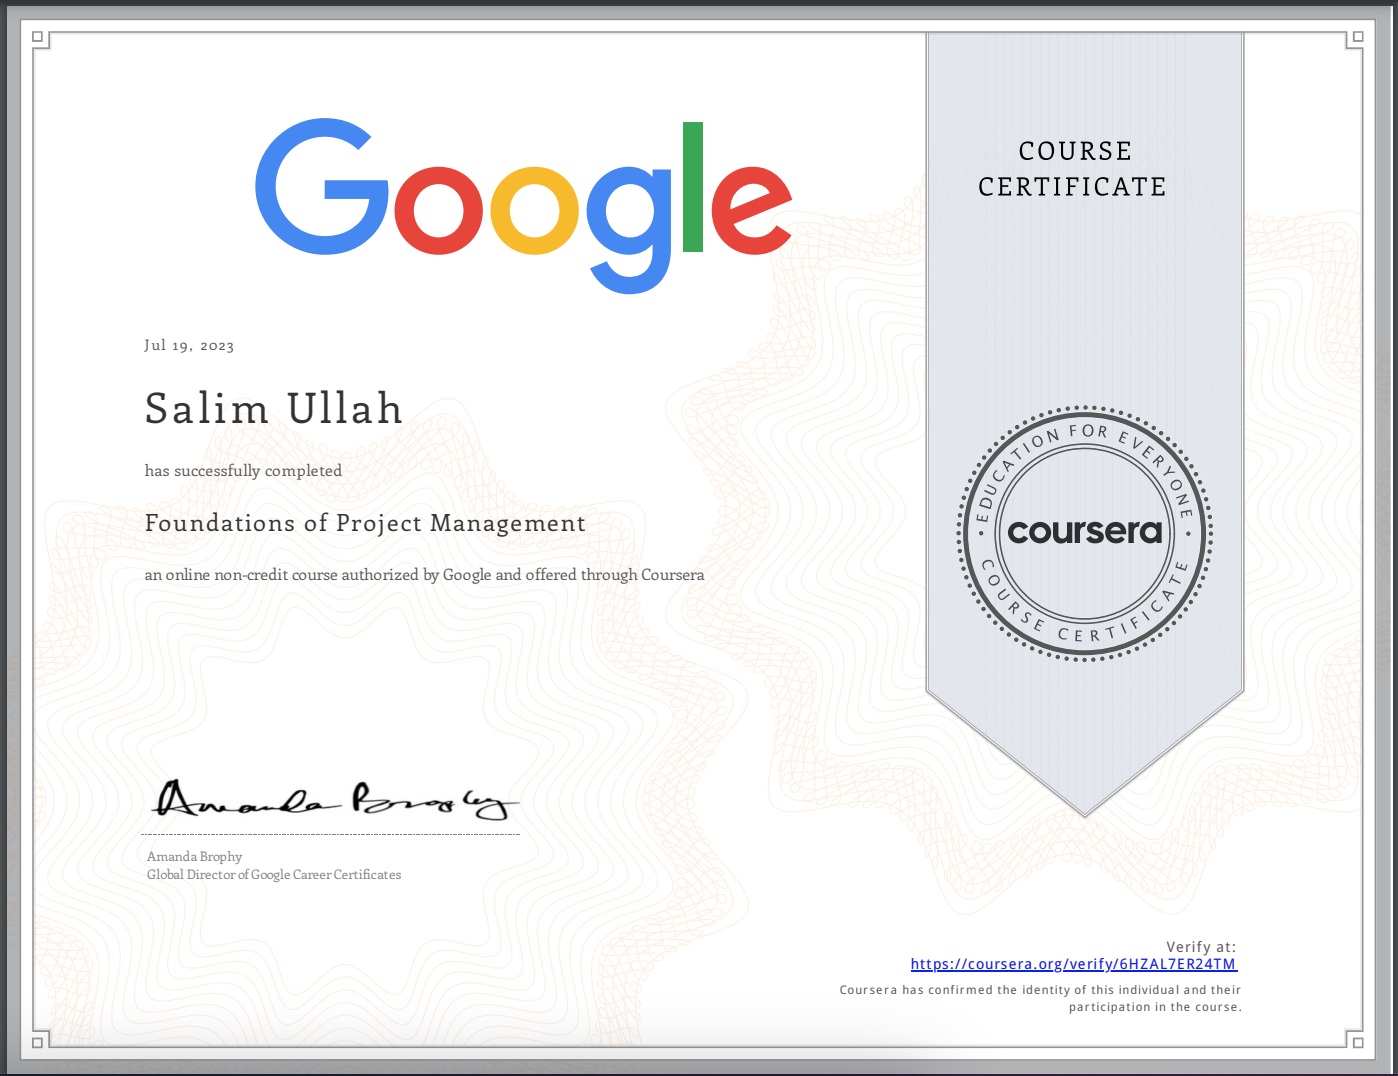 Google
COURSE
CERTIFICATE
Jul 19, 2023
Salim Ullah
has successfully completed
Foundations of Project Management
an online non-credit course authorized by Google and offered through Coursera
EDUCATION FOR EVERYONE
coursera
COURSE CERTIFICATE
Amanda Brophy
Amanda Brophy
Global Director of Google Career Certificates
Verify at:
https://coursera.org/verify/6HZAL7ER24TM
Coursera has confirmed the identity of this individual and their
participation in the course.